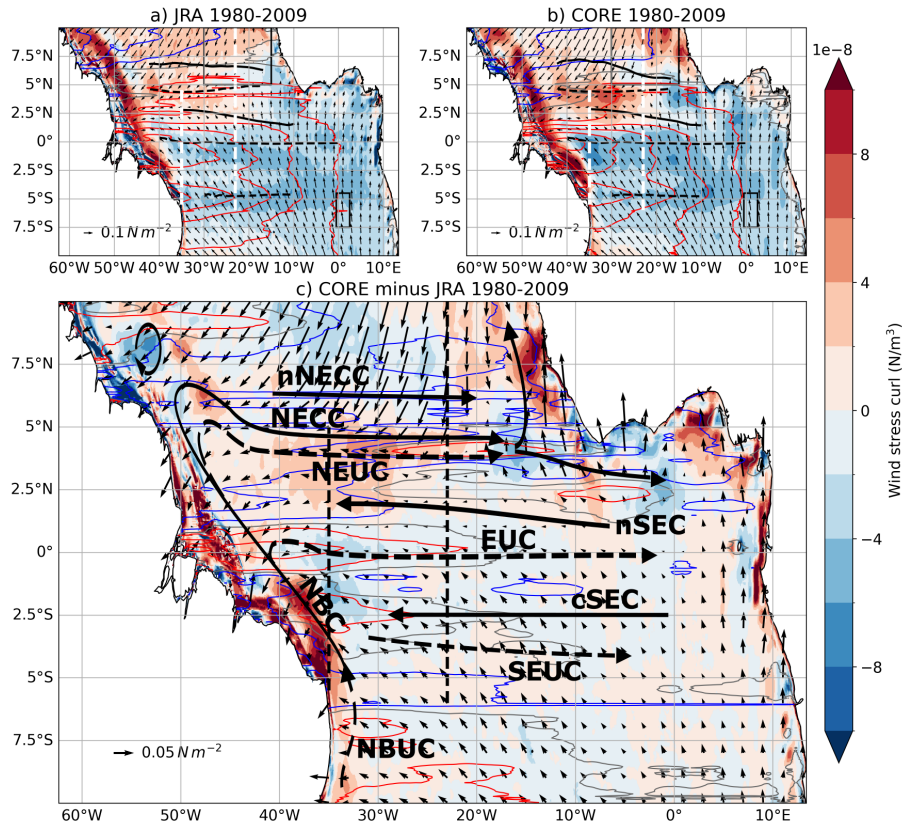 a) JRA 1980-2009
b) CORE 1980-2009
1e−8
7.5°N
5°N
2.5°N
0°
2.5°S
5°S
7.5°S
0.1 N m⁻²
60°W 50°W 40°W 30°W 20°W 10°W 0° 10°E
7.5°N
5°N
2.5°N
0°
2.5°S
5°S
7.5°S
0.1 N m⁻²
60°W 50°W 40°W 30°W 20°W 10°W 0° 10°E
c) CORE minus JRA 1980-2009
7.5°N
5°N
2.5°N
0°
2.5°S
5°S
7.5°S
nNECC
NECC
NEUC
nSEC
EUC
NBC
cSEC
SEUC
NBUC
0.05 N m⁻²
60°W 50°W 40°W 30°W 20°W 10°W 0° 10°E
8
4
0
−4
−8
Wind stress curl (N/m³)